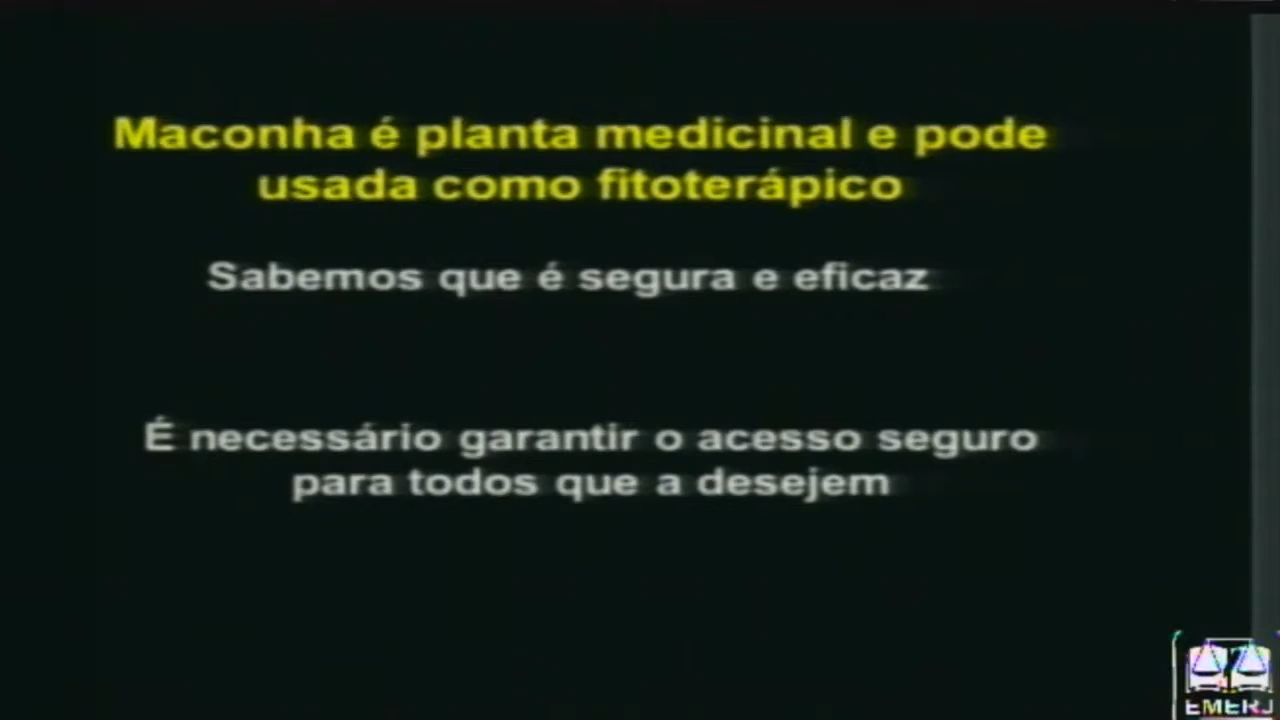 Maconha é planta medicinal e pode
usada como fitoterápico
Sabemos que é segura e eficaz
É necessário garantir o acesso seguro
para todos que a desejem
EMERJ